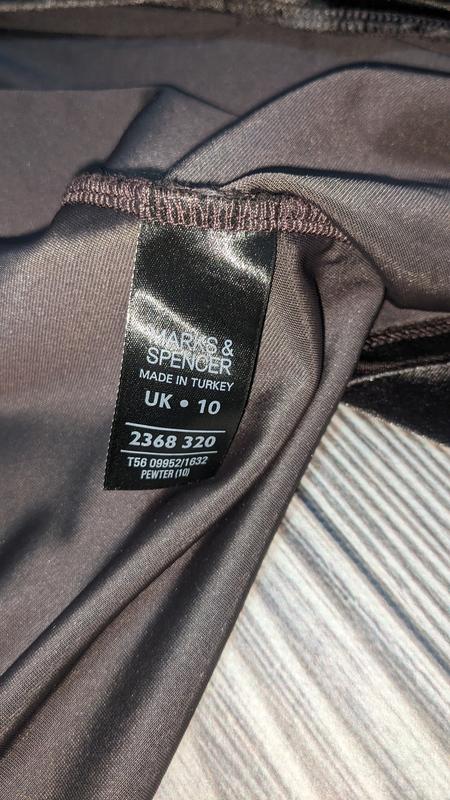 MARKS &
SPENCER
MADE IN TURKEY
UK • 10
2368 320
T56 09952/1632
PEWTER (10)